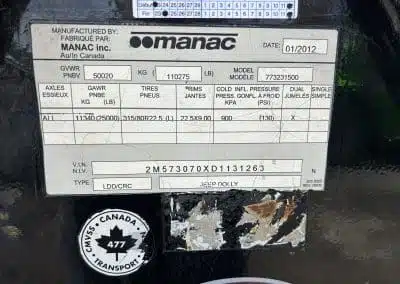 MANUFACTURED BY:
FABRIQUÉ PAR:
MANAC inc.
Au/In Canada
manac
DATE: 01/2012
GVWR
PNBV 50020 KG ( 110275 LB) MODEL
MODÈLE 773231500
AXLES
ESSIEUX GAWR
PNBE
KG (LB) TIRES
PNEUS *RIMS
JANTES COLD INFL. PRESSURE
PRESS. GONFL. À FROID
KPA (PSI) DUAL
JUMELÉS SINGLE
SIMPLE
ALL 11340 (25000) 315/80R22.5 (L) 22.5X9.00 900 (130) X
V.I.N.
N.I.V. 2M573070XD1131263 N
TYPE LDD/CRC JEEP DOLLY
CANADA
CMVSS
477
TRANSPORT